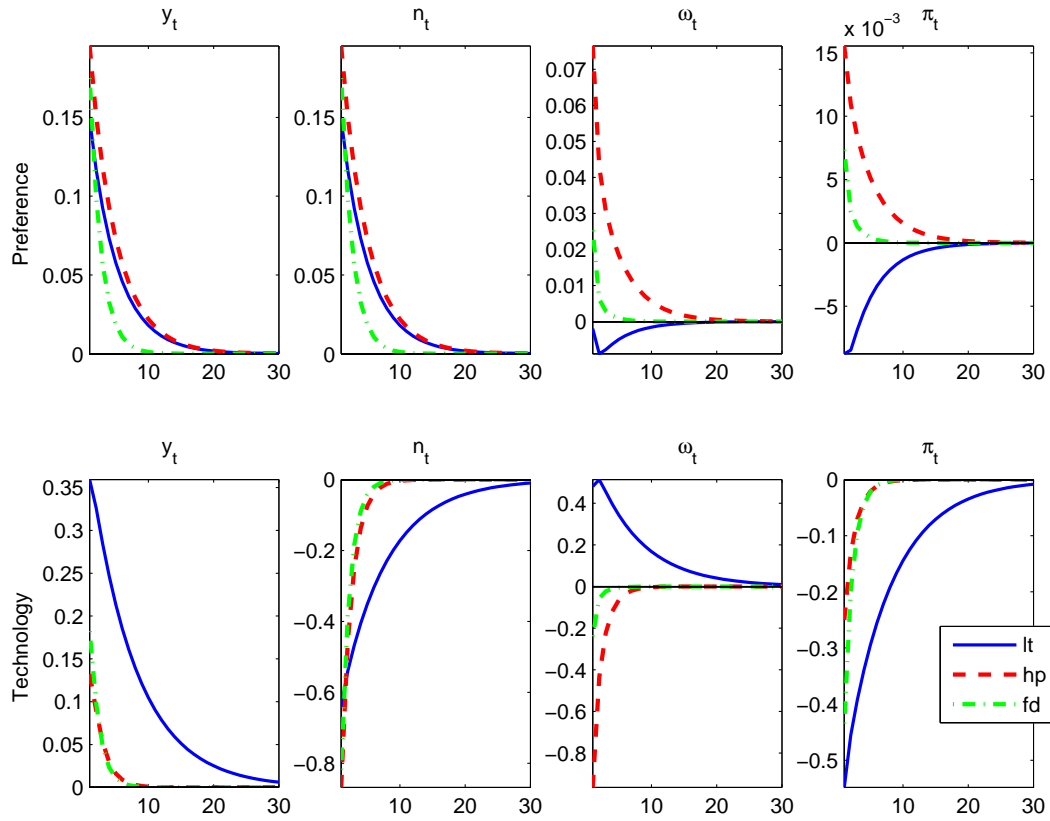 y_t n_t ω_t π_t
x 10^−3
Preference
0.15 0.1 0.05 0
10 20 30
0.15 0.1 0.05 0
10 20 30
0.07 0.06 0.05 0.04 0.03 0.02 0.01 0
10 20 30
15 10 5 0 −5
10 20 30
y_t n_t ω_t π_t
Technology
0.35 0.3 0.25 0.2 0.15 0.1 0.05 0
10 20 30
0 −0.2 −0.4 −0.6 −0.8
10 20 30
0.4 0.2 0 −0.2 −0.4 −0.6 −0.8
10 20 30
0 −0.1 −0.2 −0.3 −0.4 −0.5
10 20 30
lt
hp
fd